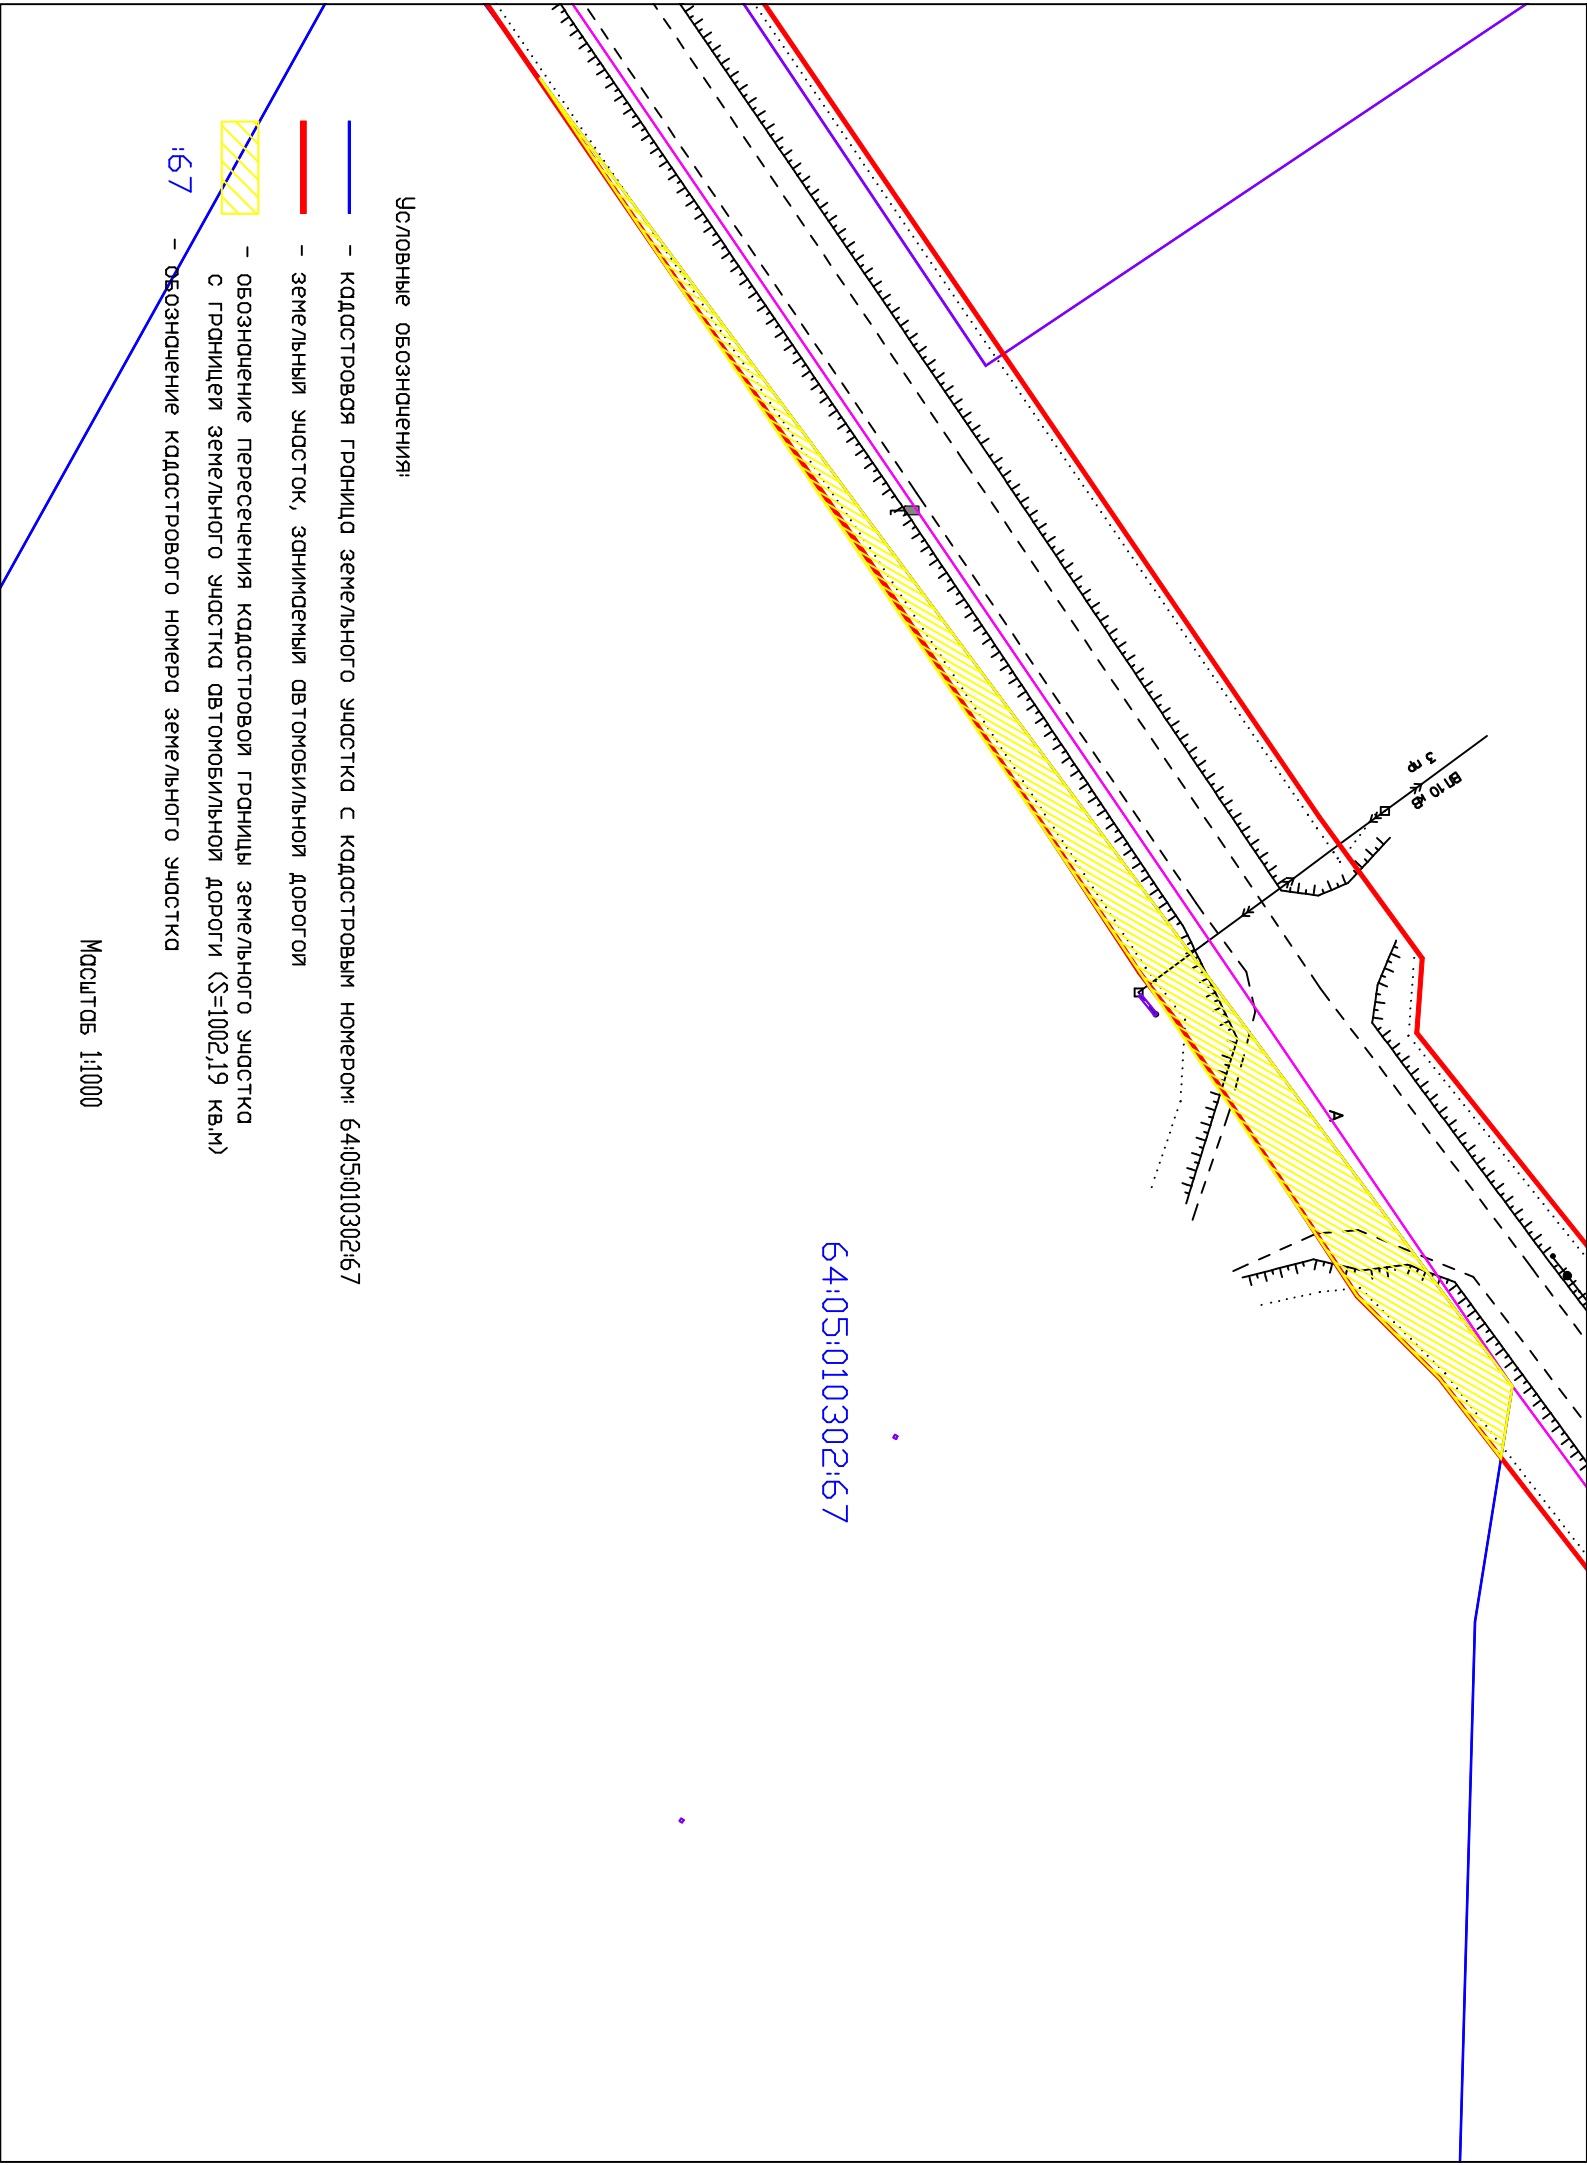 ВЛ 10 кВ
3 пр
А
64:05:010302:67
Условные обозначения:
- кадастровая граница земельного участка с кадастровым номером: 64:05:010302:67
- земельный участок, занимаемый автомобильной дорогой
- обозначение пересечения кадастровой границы земельного участка
с границей земельного участка автомобильной дороги (S=1002,19 кв.м)
:67 - обозначение кадастрового номера земельного участка
Масштаб 1:1000